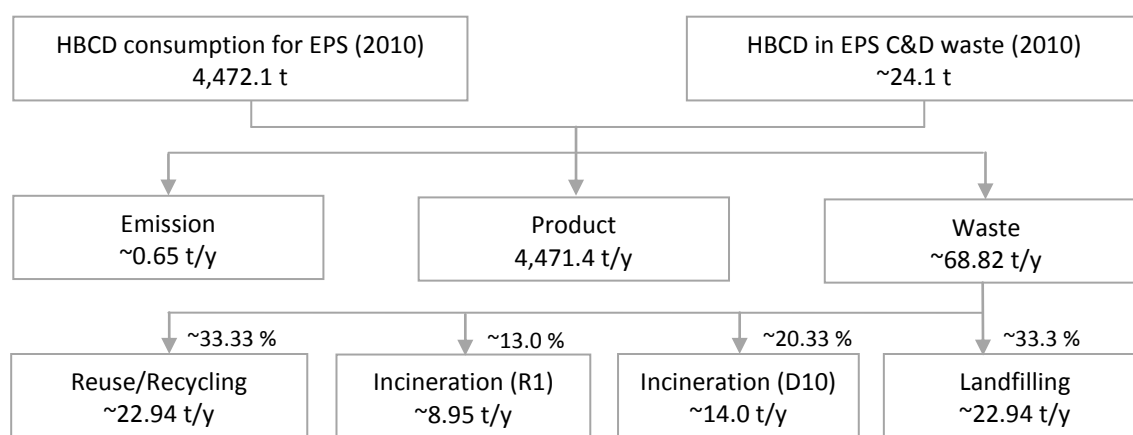 HBCD consumption for EPS (2010)
4,472.1 t
HBCD in EPS C&D waste (2010)
~24.1 t
Emission
~0.65 t/y
Product
4,471.4 t/y
Waste
~68.82 t/y
~33.33 %
~13.0 %
~20.33 %
~33.3 %
Reuse/Recycling
~22.94 t/y
Incineration (R1)
~8.95 t/y
Incineration (D10)
~14.0 t/y
Landfilling
~22.94 t/y